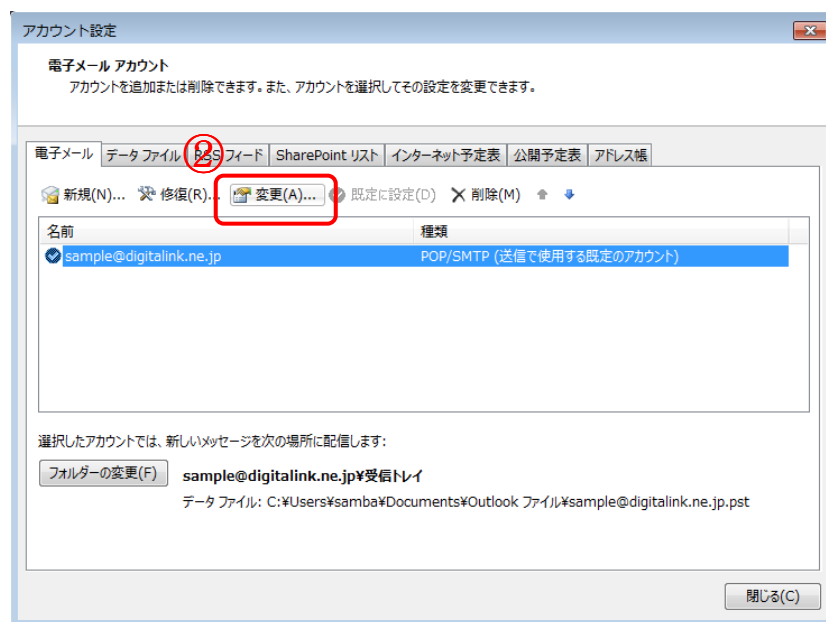 アカウント設定
電子メール アカウント
アカウントを追加または削除できます。また、アカウントを選択してその設定を変更できます。
電子メール データ ファイル RSS フィード SharePoint リスト インターネット予定表 公開予定表 アドレス帳
②
新規(N)... 修復(R)... 変更(A)... 既定に設定(D) 削除(M)
名前 種類
sample@digitalink.ne.jp POP/SMTP (送信で使用する既定のアカウント)
選択したアカウントでは、新しいメッセージを次の場所に配信します:
フォルダーの変更(F) sample@digitalink.ne.jp¥受信トレイ
データ ファイル: C:¥Users¥samba¥Documents¥Outlook ファイル¥sample@digitalink.ne.jp.pst
閉じる(C)